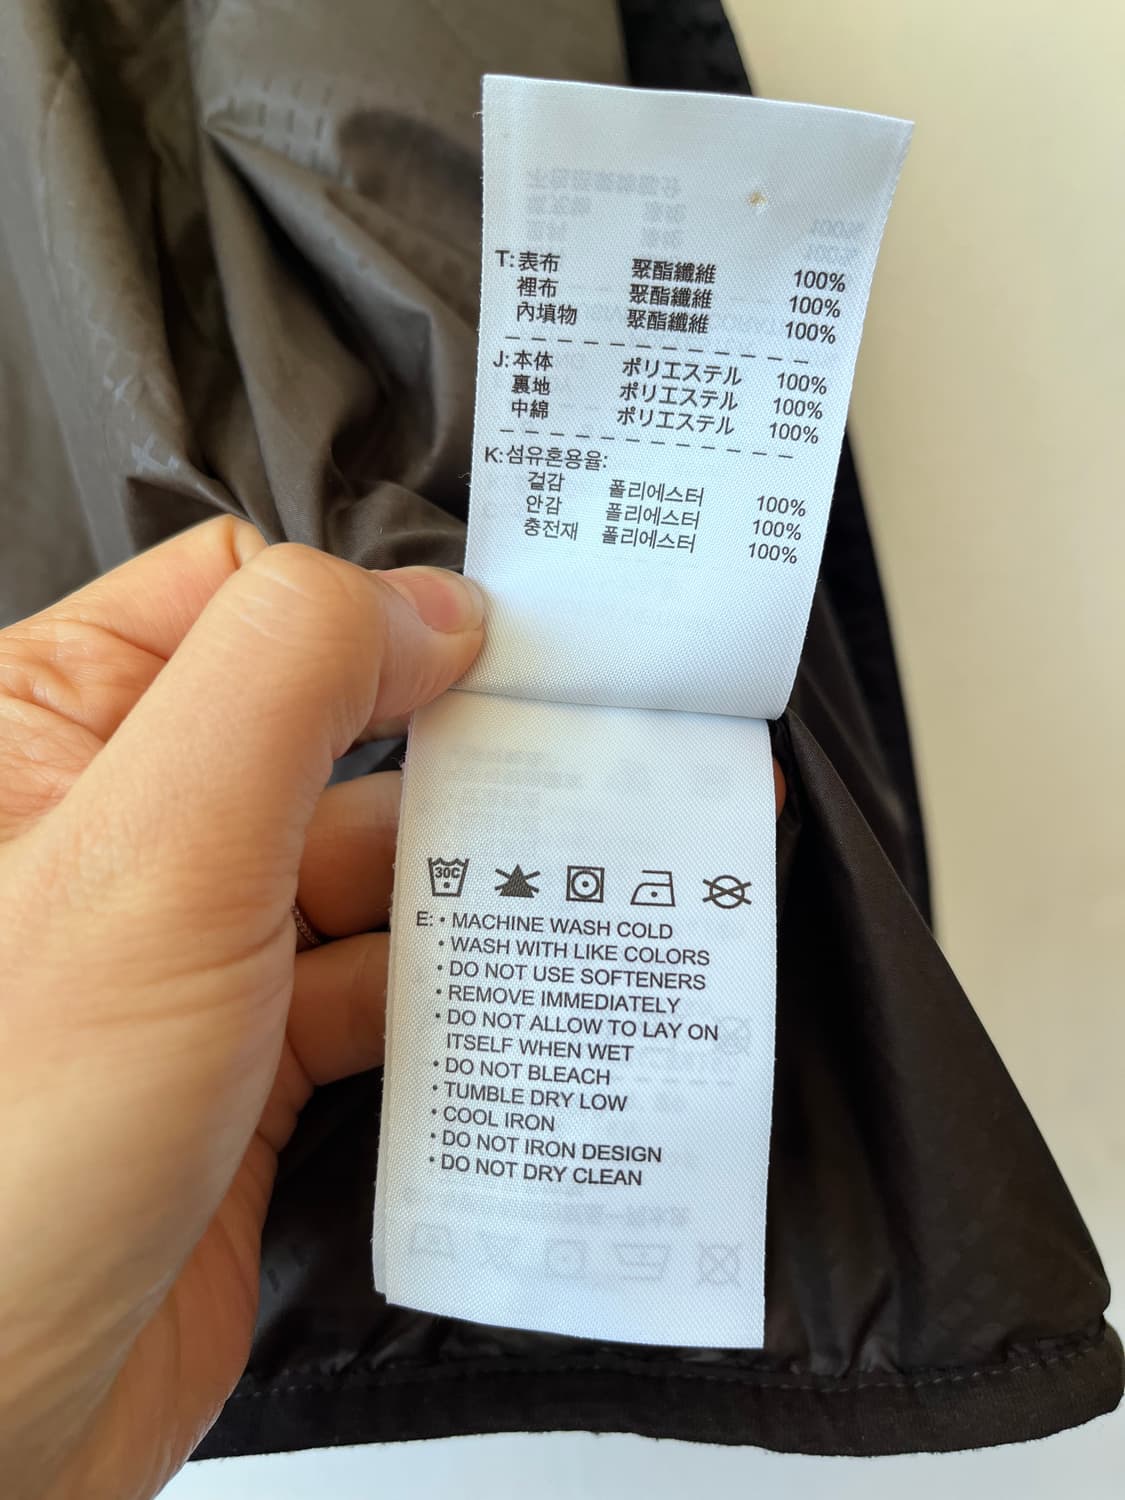 T: 表布 聚酯纖維 100%
裡布 聚酯纖維 100%
內填物 聚酯纖維 100%
J: 本体 ポリエステル 100%
裏地 ポリエステル 100%
中綿 ポリエステル 100%
K: 섬유혼용율:
겉감 폴리에스터 100%
안감 폴리에스터 100%
충전재 폴리에스터 100%
30C
E: • MACHINE WASH COLD
• WASH WITH LIKE COLORS
• DO NOT USE SOFTENERS
• REMOVE IMMEDIATELY
• DO NOT ALLOW TO LAY ON
ITSELF WHEN WET
• DO NOT BLEACH
• TUMBLE DRY LOW
• COOL IRON
• DO NOT IRON DESIGN
• DO NOT DRY CLEAN